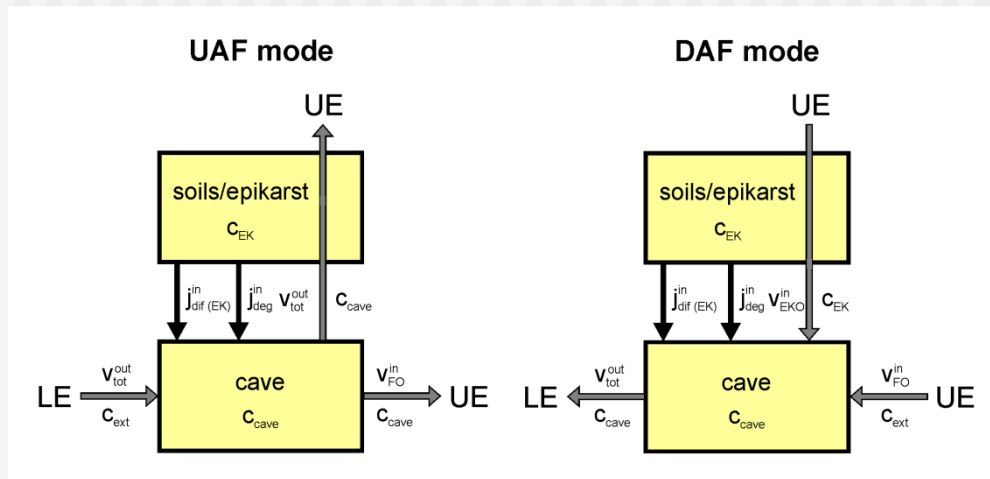 UAF mode
UE
soils/epikarst
C_EK
j^in_dif (EK) j^in_deg v^out_tot C_cave
LE v^out_tot C_ext
cave
C_cave
v^in_FO C_cave UE
DAF mode
UE
soils/epikarst
C_EK
j^in_dif (EK) j^in_deg v^in_EKO C_EK
LE v^out_tot C_cave
cave
C_cave
v^in_FO C_ext UE